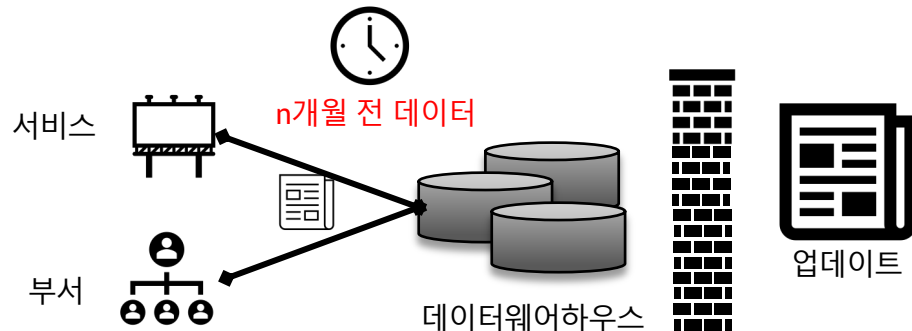 n개월 전 데이터
서비스
부서
데이터웨어하우스
업데이트